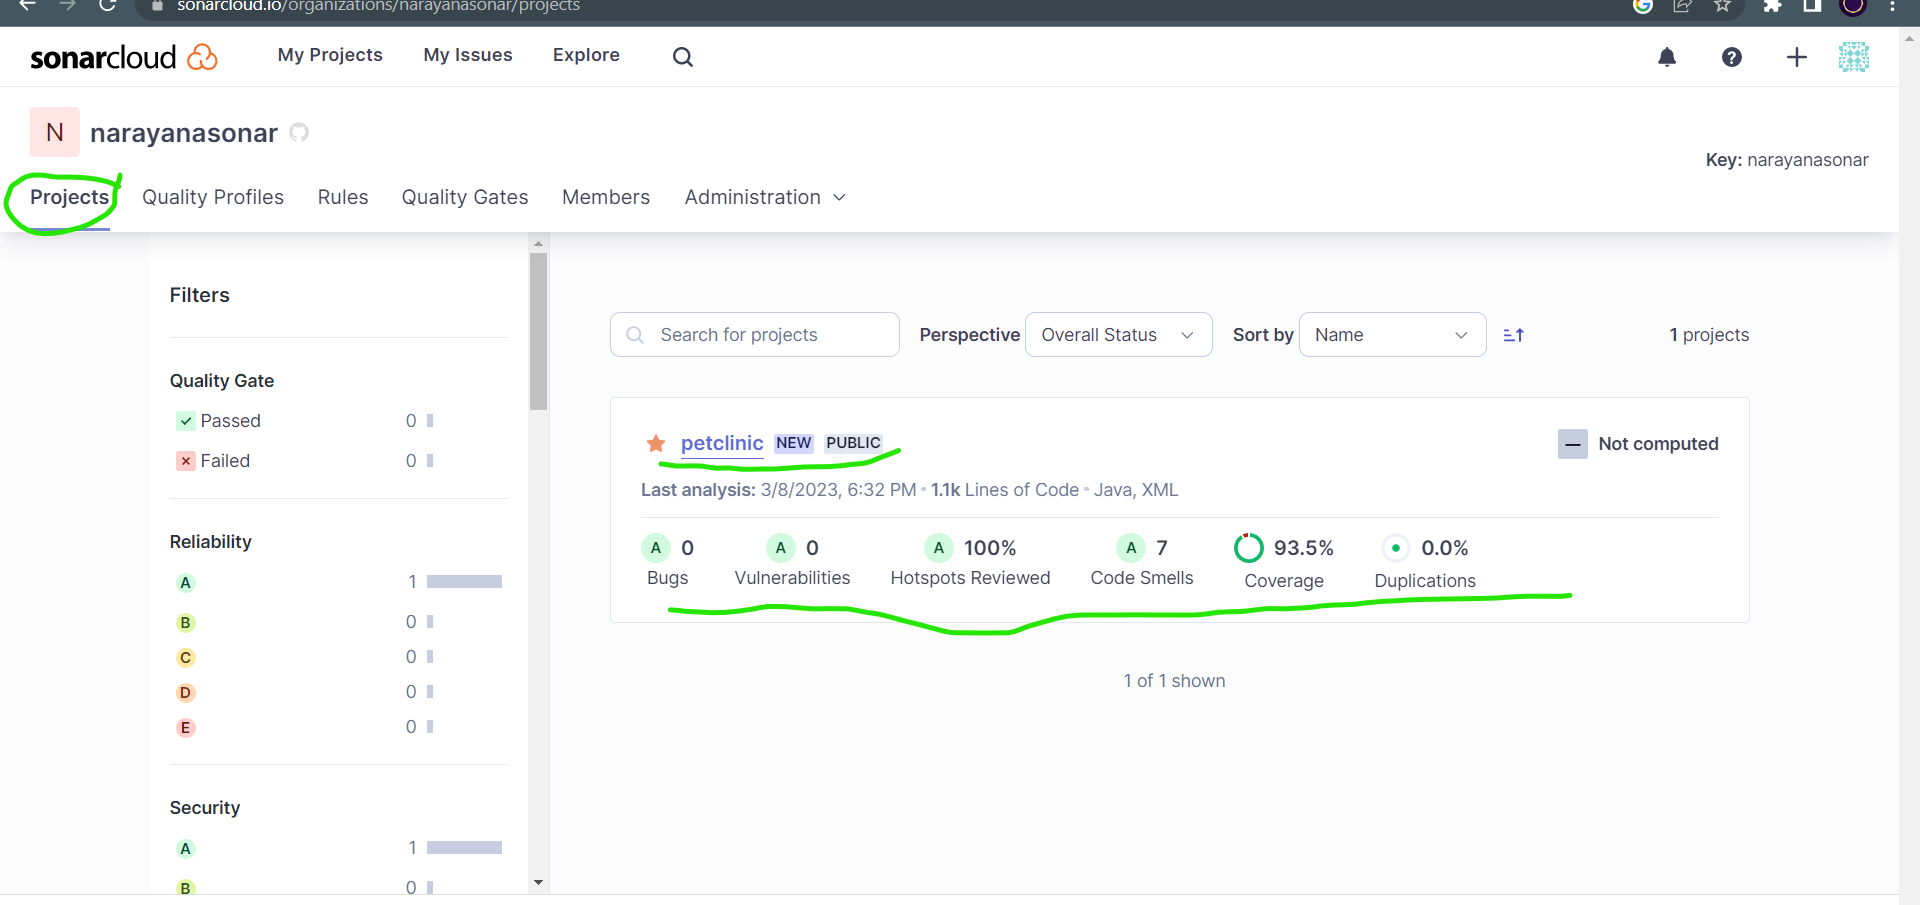 sonarcloud.io/organizations/narayanasonar/projects
sonarcloud My Projects My Issues Explore
N narayanasonar
Key: narayanasonar
Projects Quality Profiles Rules Quality Gates Members Administration
Filters
Quality Gate
Passed 0
Failed 0
Reliability
A 1
B 0
C 0
D 0
E 0
Security
A 1
B 0
Search for projects Perspective Overall Status Sort by Name 1 projects
petclinic NEW PUBLIC Not computed
Last analysis: 3/8/2023, 6:32 PM • 1.1k Lines of Code • Java, XML
A 0 A 0 A 100% A 7 93.5% 0.0%
Bugs Vulnerabilities Hotspots Reviewed Code Smells Coverage Duplications
1 of 1 shown